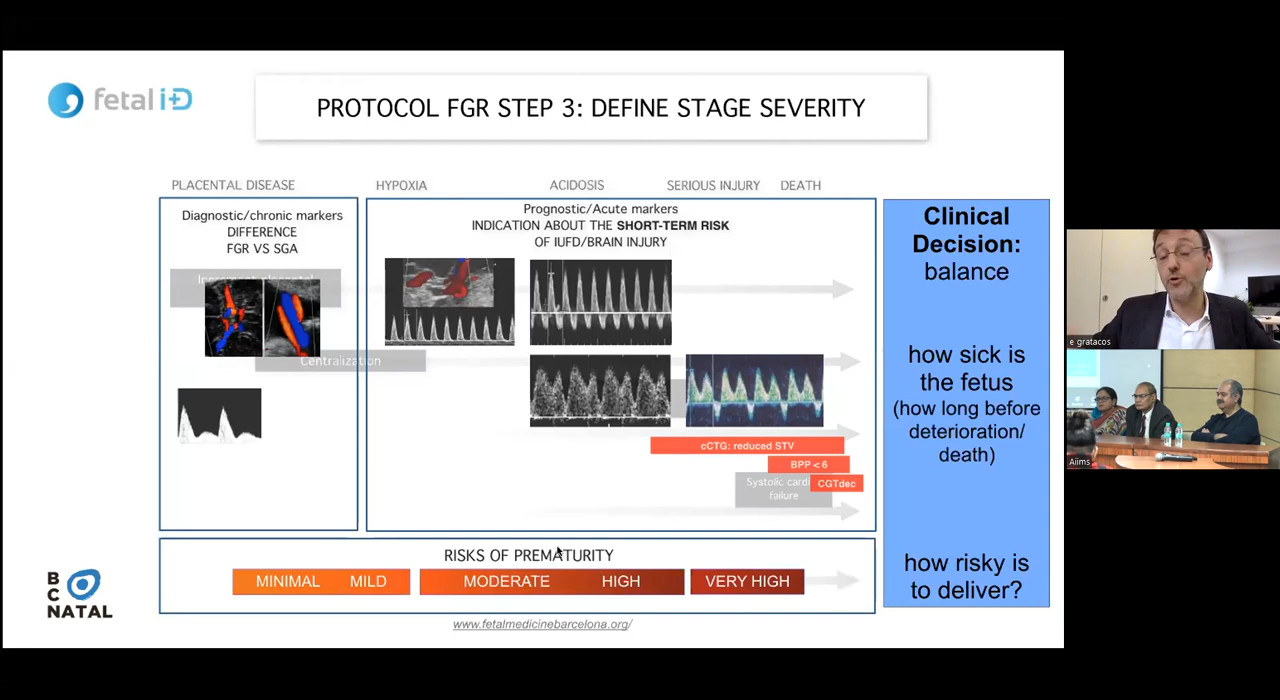 fetal i+D
PROTOCOL FGR STEP 3: DEFINE STAGE SEVERITY
PLACENTAL DISEASE
HYPOXIA
ACIDOSIS
SERIOUS INJURY
DEATH
Diagnostic/chronic markers
DIFFERENCE
FGR VS SGA
Centralization
Prognostic/Acute markers
INDICATION ABOUT THE SHORT-TERM RISK
OF IUFD/BRAIN INJURY
cCTG: reduced STV
BPP < 6
Systolic
failure
CGTdec
Clinical
Decision:
balance
how sick is
the fetus
(how long before
deterioration/
death)
how risky is
to deliver?
RISKS OF PREMATURITY
MINIMAL
MILD
MODERATE
HIGH
VERY HIGH
B
C
NATAL
www.fetalmedicinebarcelona.org/
e gratacos
Aiims